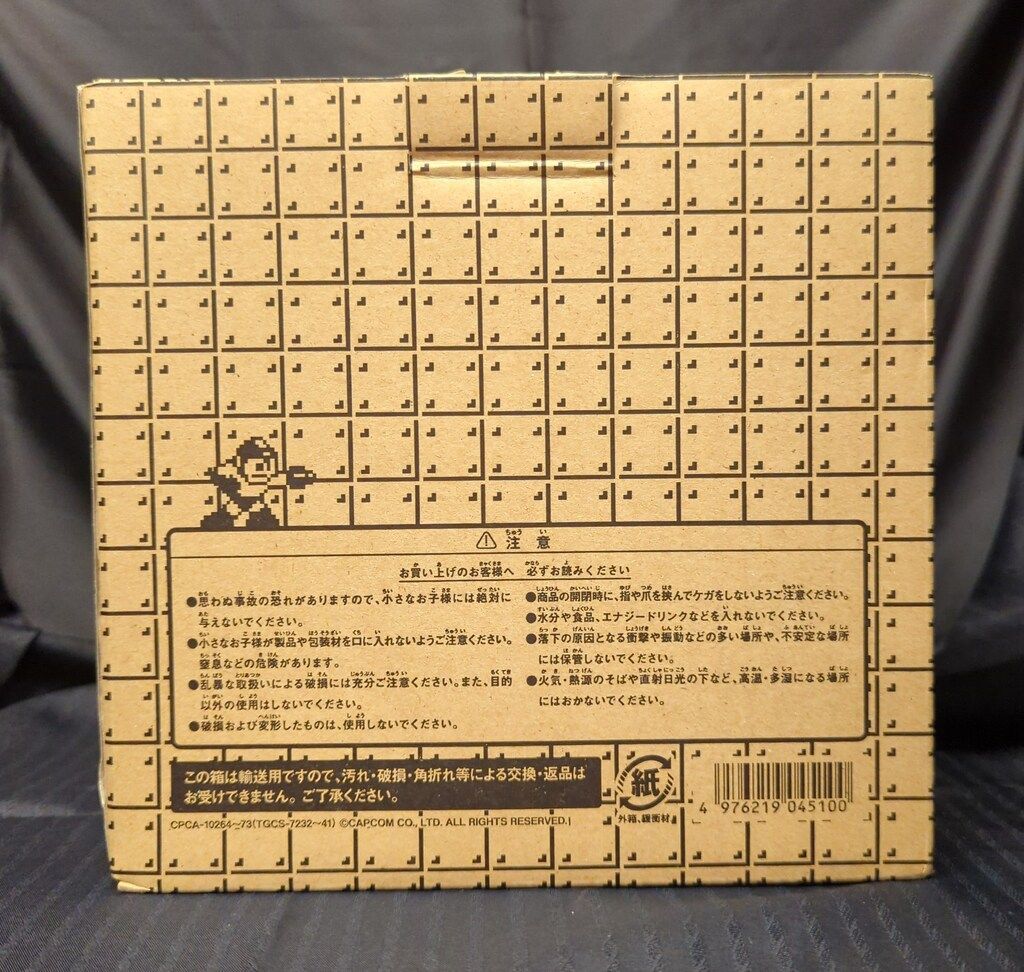 ⚠注意
お買い上げのお客様へ 必ずお読みください
●思わぬ事故の恐れがありますので、小さなお子様には絶対に
与えないでください。
●小さなお子様が製品や包装材を口に入れないようご注意ください。
窒息などの危険があります。
●乱暴な取扱いによる破損には充分ご注意ください。また、目的
以外の使用はしないでください。
●破損および変形したものは、使用しないでください。
●商品の開閉時に、指や爪を挟んでケガをしないようご注意ください。
●水分や食品、エナジードリンクなどを入れないでください。
●落下の原因となる衝撃や振動などの多い場所や、不安定な場所
には保管しないでください。
●火気・熱源のそばや直射日光の下など、高温・多湿になる場所
にはおかないでください。
この箱は輸送用ですので、汚れ・破損・角折れ等による交換・返品は
お受けできません。ご了承ください。
紙
外箱、緩衝材
4 976219 045100
CPCA-10264~73(TGCS-7232~41) ©CAPCOM CO., LTD. ALL RIGHTS RESERVED.